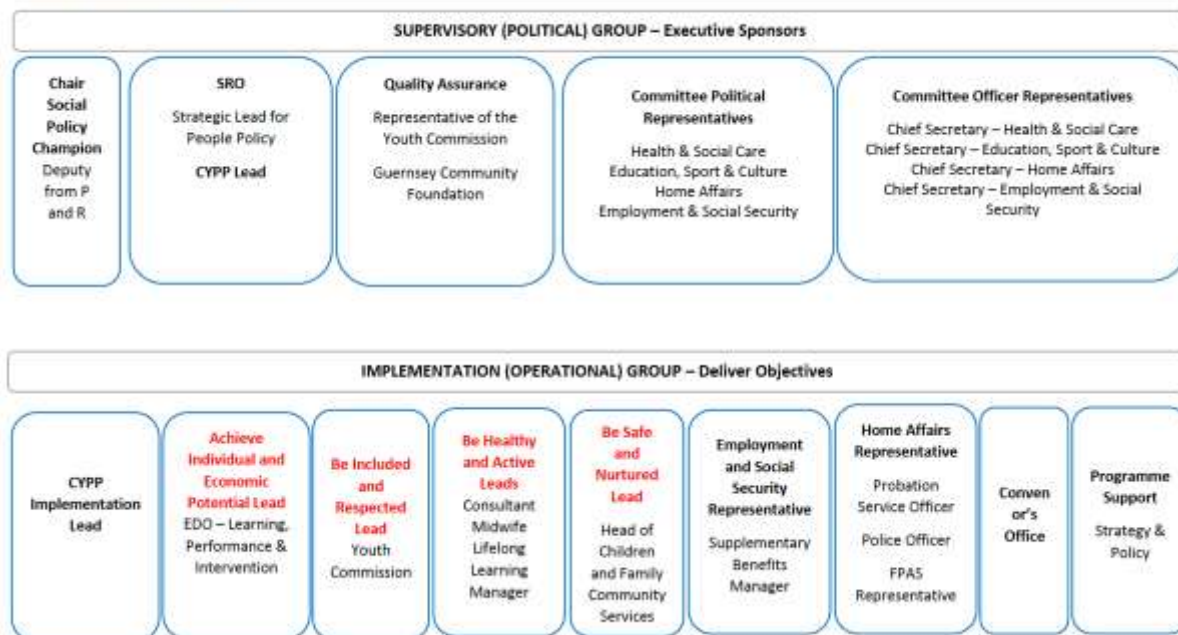 SUPERVISORY (POLITICAL) GROUP – Executive Sponsors
Chair
Social
Policy
Champion
Deputy
from P
and R
SRO
Strategic Lead for
People Policy
CYPP Lead
Quality Assurance
Representative of the
Youth Commission
Guernsey Community
Foundation
Committee Political
Representatives
Health & Social Care
Education, Sport & Culture
Home Affairs
Employment & Social Security
Committee Officer Representatives
Chief Secretary – Health & Social Care
Chief Secretary – Education, Sport & Culture
Chief Secretary – Home Affairs
Chief Secretary – Employment & Social
Security
IMPLEMENTATION (OPERATIONAL) GROUP – Deliver Objectives
CYPP
Implementation
Lead
Achieve
Individual and
Economic
Potential Lead
EDO – Learning,
Performance &
Intervention
Be Included
and
Respected
Lead
Youth
Commission
Be Healthy
and Active
Leads
Consultant
Midwife
Lifelong
Learning
Manager
Be Safe
and
Nurtured
Lead
Head of
Children
and Family
Community
Services
Employment
and Social
Security
Representative
Supplementary
Benefits
Manager
Home Affairs
Representative
Probation
Service Officer
Police Officer
FPAS
Representative
Conven
or's
Office
Programme
Support
Strategy &
Policy